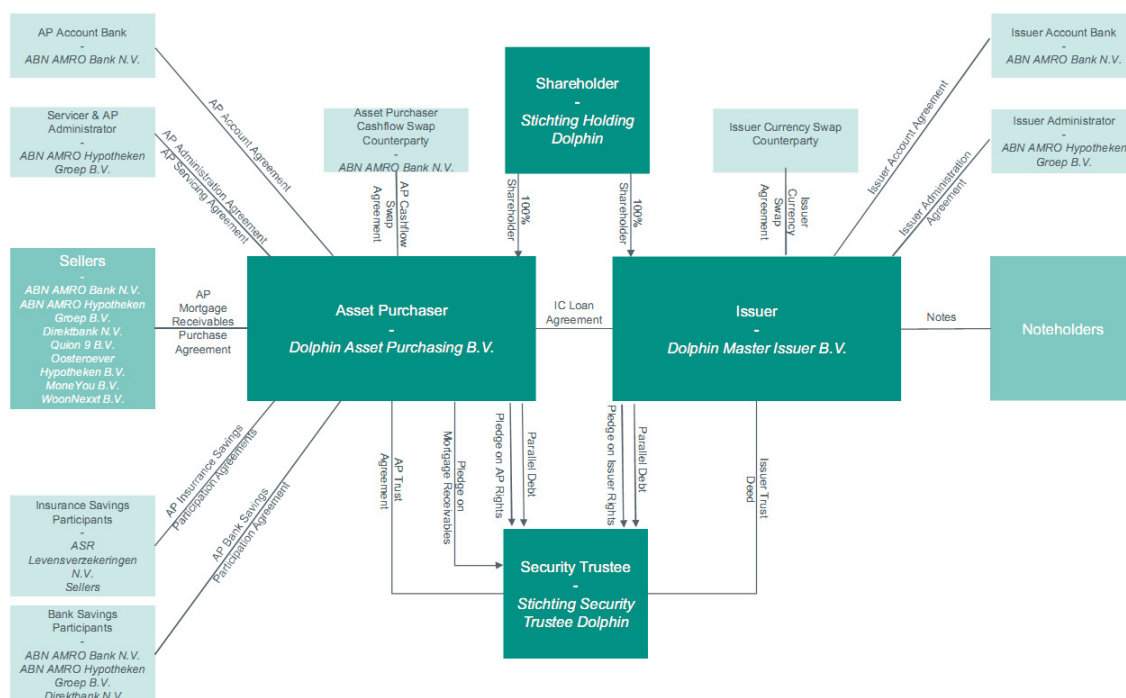 AP Account Bank
-
ABN AMRO Bank N.V.
Servicer & AP
Administrator
-
ABN AMRO Hypotheken
Groep B.V.
Sellers
-
ABN AMRO Bank N.V.
ABN AMRO Hypotheken
Groep B.V.
Direktbank N.V.
Quion 9 B.V.
Oosteroever
Hypotheken B.V.
MoneYou B.V.
WoonNexxt B.V.
Insurance Savings
Participants
-
ASR
Levensverzekeringen
N.V.
Sellers
Bank Savings
Participants
-
ABN AMRO Bank N.V.
ABN AMRO Hypotheken
Groep B.V.
Direktbank N.V.
AP Account Agreement
AP Administration Agreement
AP Servicing Agreement
AP
Mortgage
Receivables
Purchase
Agreement
AP Insurrance Savings
Participation Agreements
AP Bank Savings
Participation Agreement
Asset Purchaser
Cashflow Swap
Counterparty
-
ABN AMRO Bank N.V.
AP Cashflow
Swap
Agreement
Shareholder
-
Stichting Holding
Dolphin
100%
Shareholder
100%
Shareholder
Issuer Currency Swap
Counterparty
Issuer
Currency
Swap
Agreement
Asset Purchaser
-
Dolphin Asset Purchasing B.V.
IC Loan
Agreement
Issuer
-
Dolphin Master Issuer B.V.
AP Trust
Agreement
Pledge on
Mortgage Receivables
Pledge on AP Rights
Parallel Debt
Pledge on Issuer Rights
Parallel Debt
Issuer Trust
Deed
Security Trustee
-
Stichting Security
Trustee Dolphin
Issuer Account Bank
-
ABN AMRO Bank N.V.
Issuer Administrator
-
ABN AMRO Hypotheken
Groep B.V.
Issuer Account Agreement
Issuer Administration
Agreement
Notes
Noteholders